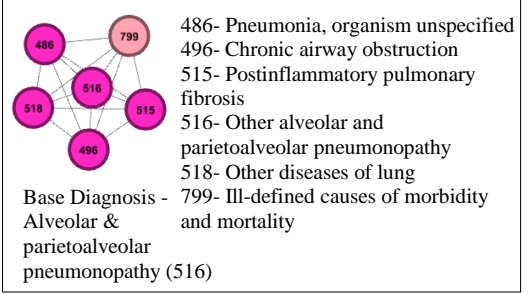 486
799
516
518
515
496
Base Diagnosis -
Alveolar &
parietoalveolar
pneumonopathy (516)
486- Pneumonia, organism unspecified
496- Chronic airway obstruction
515- Postinflammatory pulmonary
fibrosis
516- Other alveolar and
parietoalveolar pneumonopathy
518- Other diseases of lung
799- Ill-defined causes of morbidity
and mortality